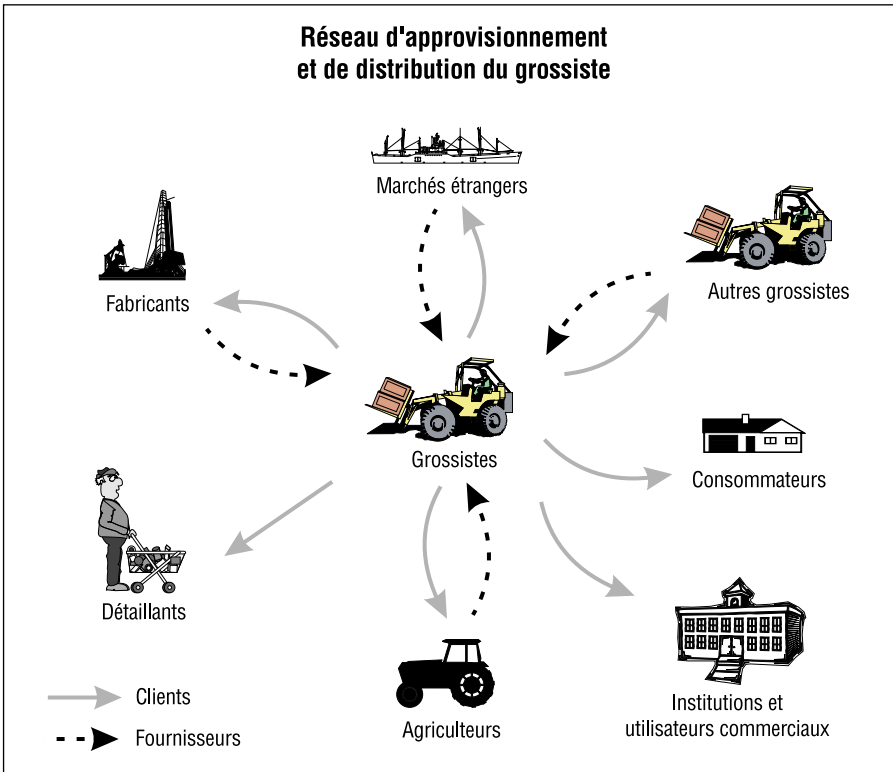 Réseau d'approvisionnement
et de distribution du grossiste
Marchés étrangers
Fabricants
Autres grossistes
Grossistes
Consommateurs
Détaillants
Agriculteurs
Institutions et
utilisateurs commerciaux
Clients
Fournisseurs